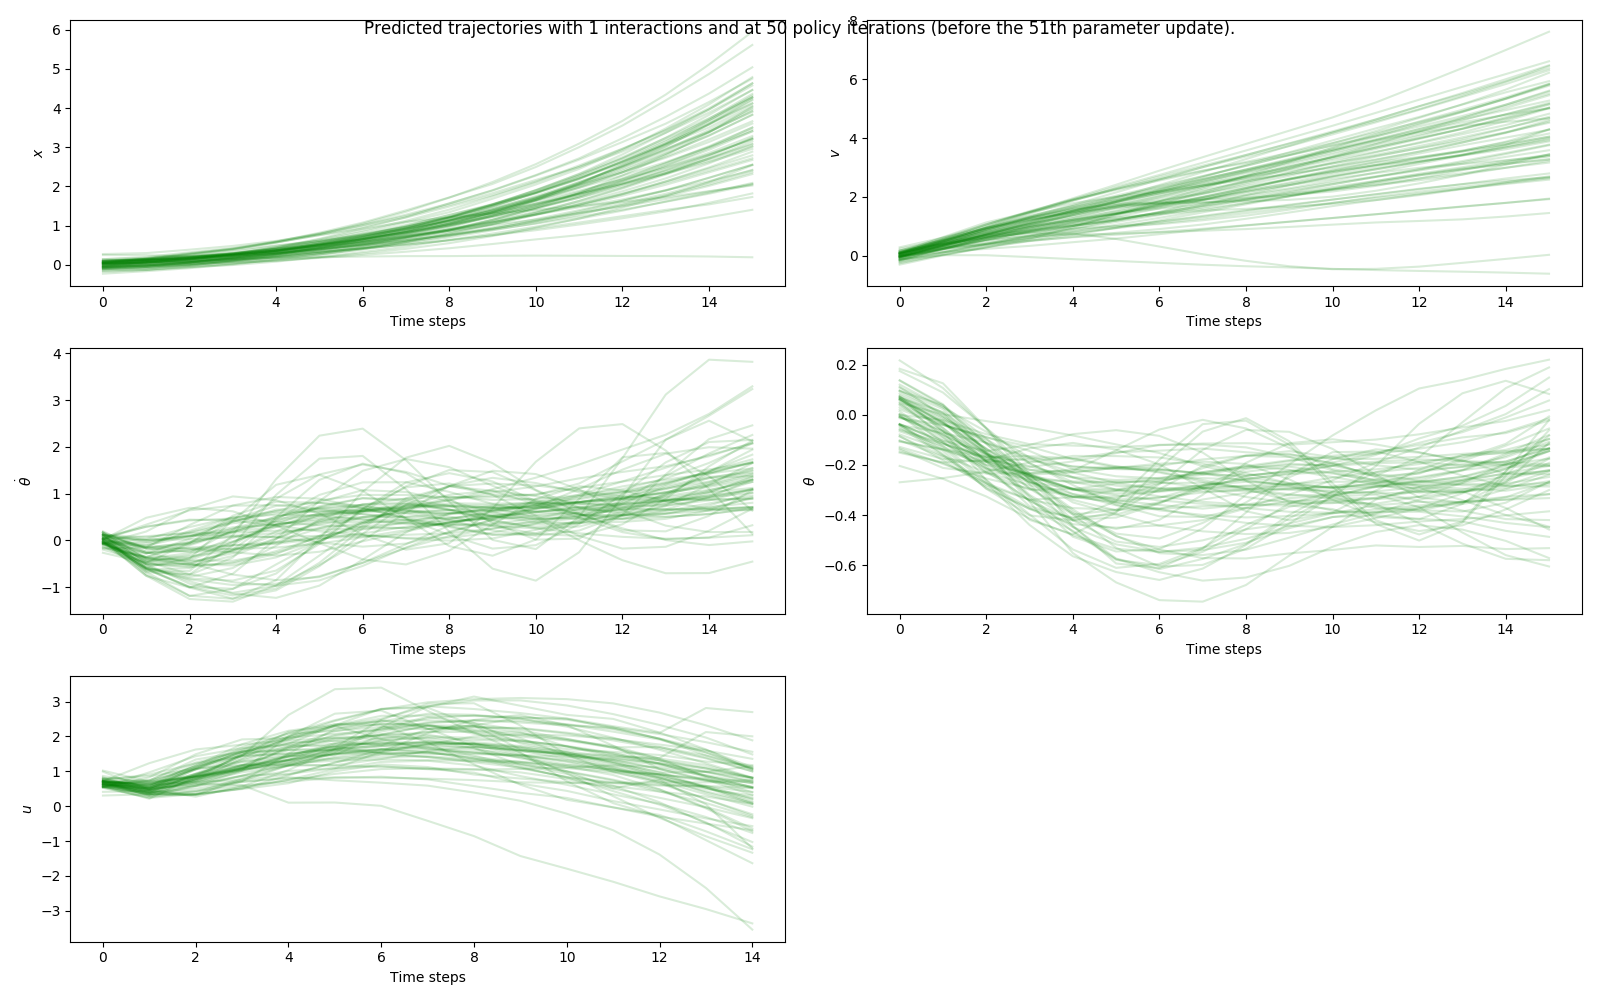 Predicted trajectories with 1 interactions and at 50 policy iterations (before the 51th parameter update).
6
5
4
3
2
1
0
x
0 2 4 6 8 10 12 14
Time steps
8
6
4
2
0
v
0 2 4 6 8 10 12 14
Time steps
4
3
2
1
0
−1
θ̇
0 2 4 6 8 10 12 14
Time steps
0.2
0.0
−0.2
−0.4
−0.6
θ
0 2 4 6 8 10 12 14
Time steps
3
2
1
0
−1
−2
−3
u
0 2 4 6 8 10 12 14
Time steps